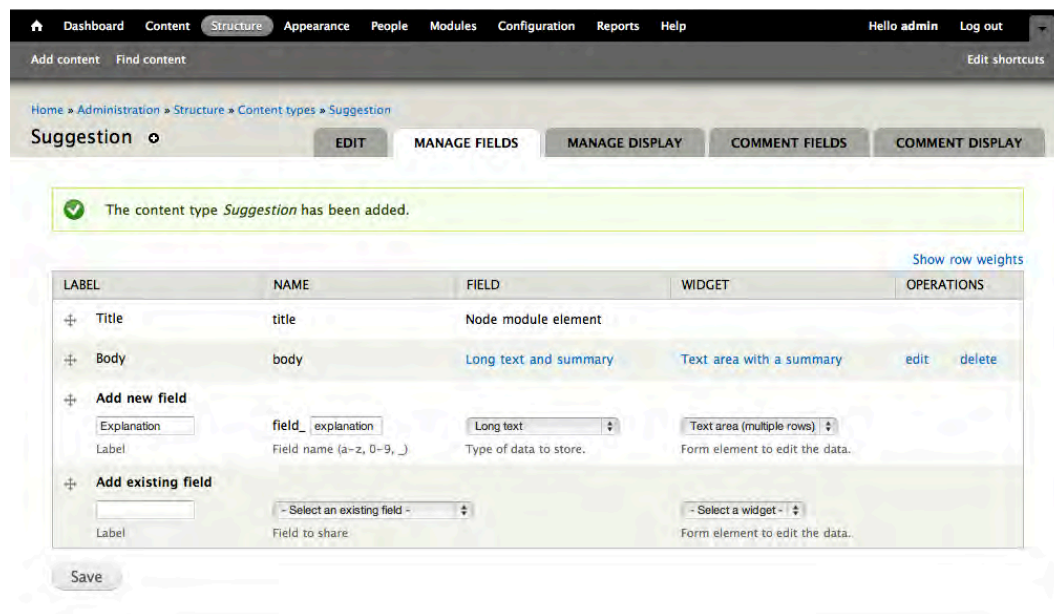 Dashboard Content Structure Appearance People Modules Configuration Reports Help Hello admin Log out
Add content Find content Edit shortcuts
Home » Administration » Structure » Content types » Suggestion
Suggestion EDIT MANAGE FIELDS MANAGE DISPLAY COMMENT FIELDS COMMENT DISPLAY
The content type Suggestion has been added.
Show row weights
LABEL NAME FIELD WIDGET OPERATIONS
Title title Node module element
Body body Long text and summary Text area with a summary edit delete
Add new field
Explanation field_ explanation Long text Text area (multiple rows)
Label Field name (a-z, 0-9, _) Type of data to store. Form element to edit the data.
Add existing field
- Select an existing field - - Select a widget -
Label Field to share Form element to edit the data.
Save